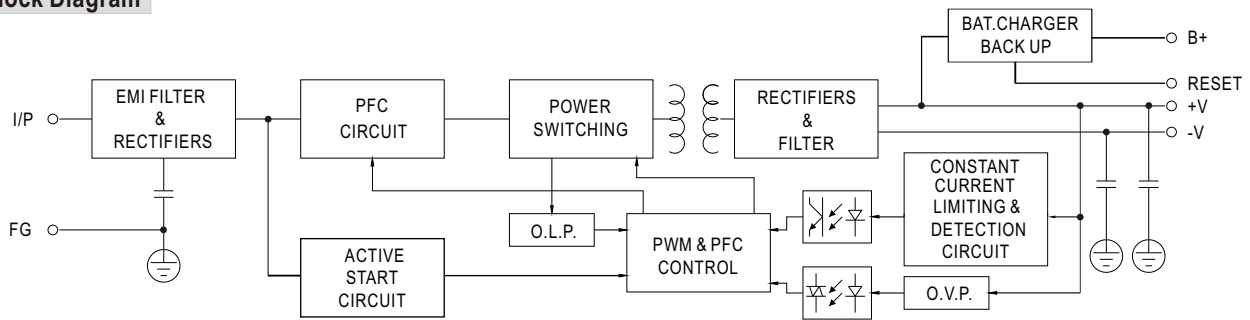 lock Diagram
BAT.CHARGER
BACK UP
B+
RESET
+V
-V
I/P
EMI FILTER
&
RECTIFIERS
PFC
CIRCUIT
POWER
SWITCHING
RECTIFIERS
&
FILTER
FG
O.L.P.
PWM & PFC
CONTROL
CONSTANT
CURRENT
LIMITING &
DETECTION
CIRCUIT
ACTIVE
START
CIRCUIT
O.V.P.